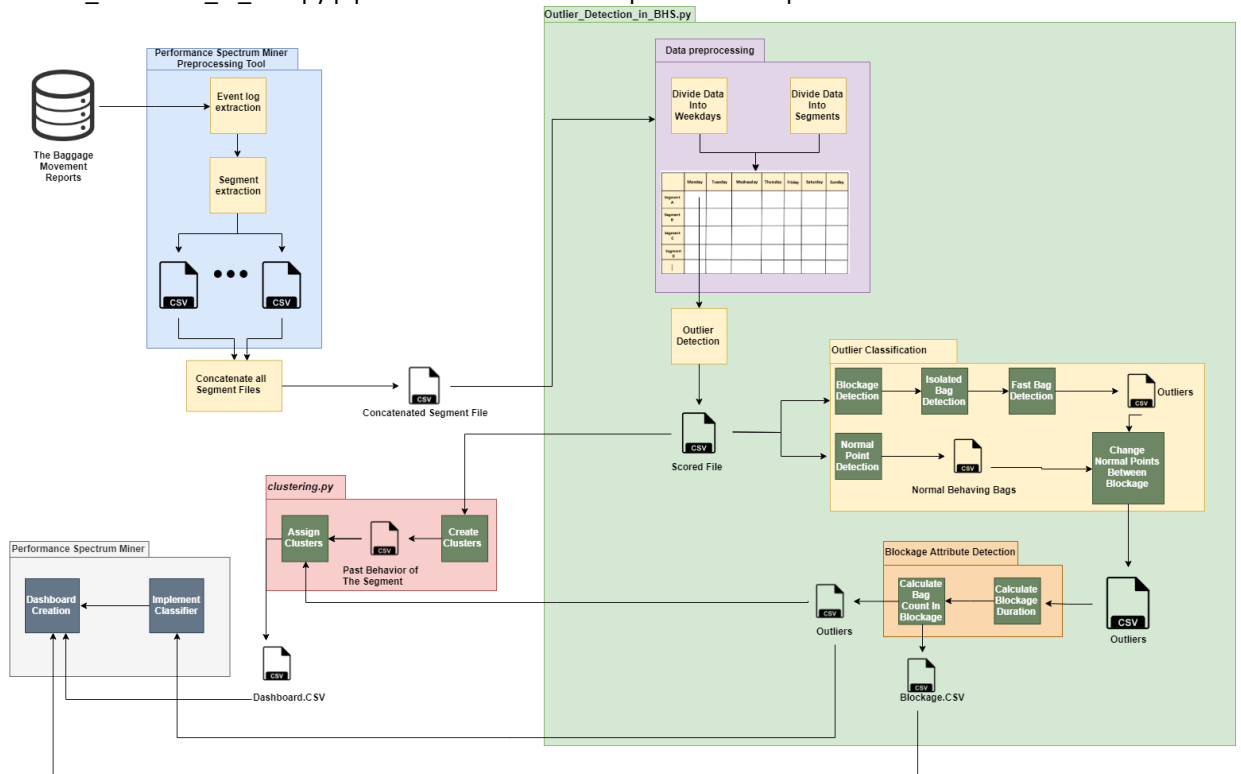 Outlier_Detection_in_BHS.py
Performance Spectrum Miner
Preprocessing Tool
Data preprocessing
Event log
extraction
Divide Data
Into
Weekdays
Divide Data
Into
Segments
The Baggage
Movement
Reports
Segment
extraction
Monday Tuesday Wednesday Thursday Friday Saturday Sunday
Segment
A
Segment
B
Segment
C
Segment
D
CSV
CSV
Outlier
Detection
Concatenate all
Segment Files
CSV
Concatenated Segment File
Outlier Classification
Blockage
Detection
Isolated
Bag
Detection
Fast Bag
Detection
CSV
Outliers
CSV
Scored File
Normal
Point
Detection
CSV
Normal Behaving Bags
Change
Normal Points
Between
Blockage
clustering.py
Assign
Clusters
CSV
Past Behavior of
The Segment
Create
Clusters
Performance Spectrum Miner
Dashboard
Creation
Implement
Classifier
Blockage Attribute Detection
Calculate
Bag
Count In
Blockage
Calculate
Blockage
Duration
CSV
Outliers
CSV
Outliers
CSV
Dashboard.CSV
CSV
Blockage.CSV